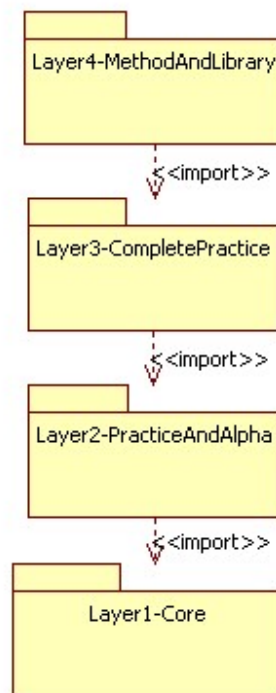 Layer4-MethodAndLibrary
<<import>>
Layer3-CompletePractice
<<import>>
Layer2-PracticeAndAlpha
<<import>>
Layer1-Core